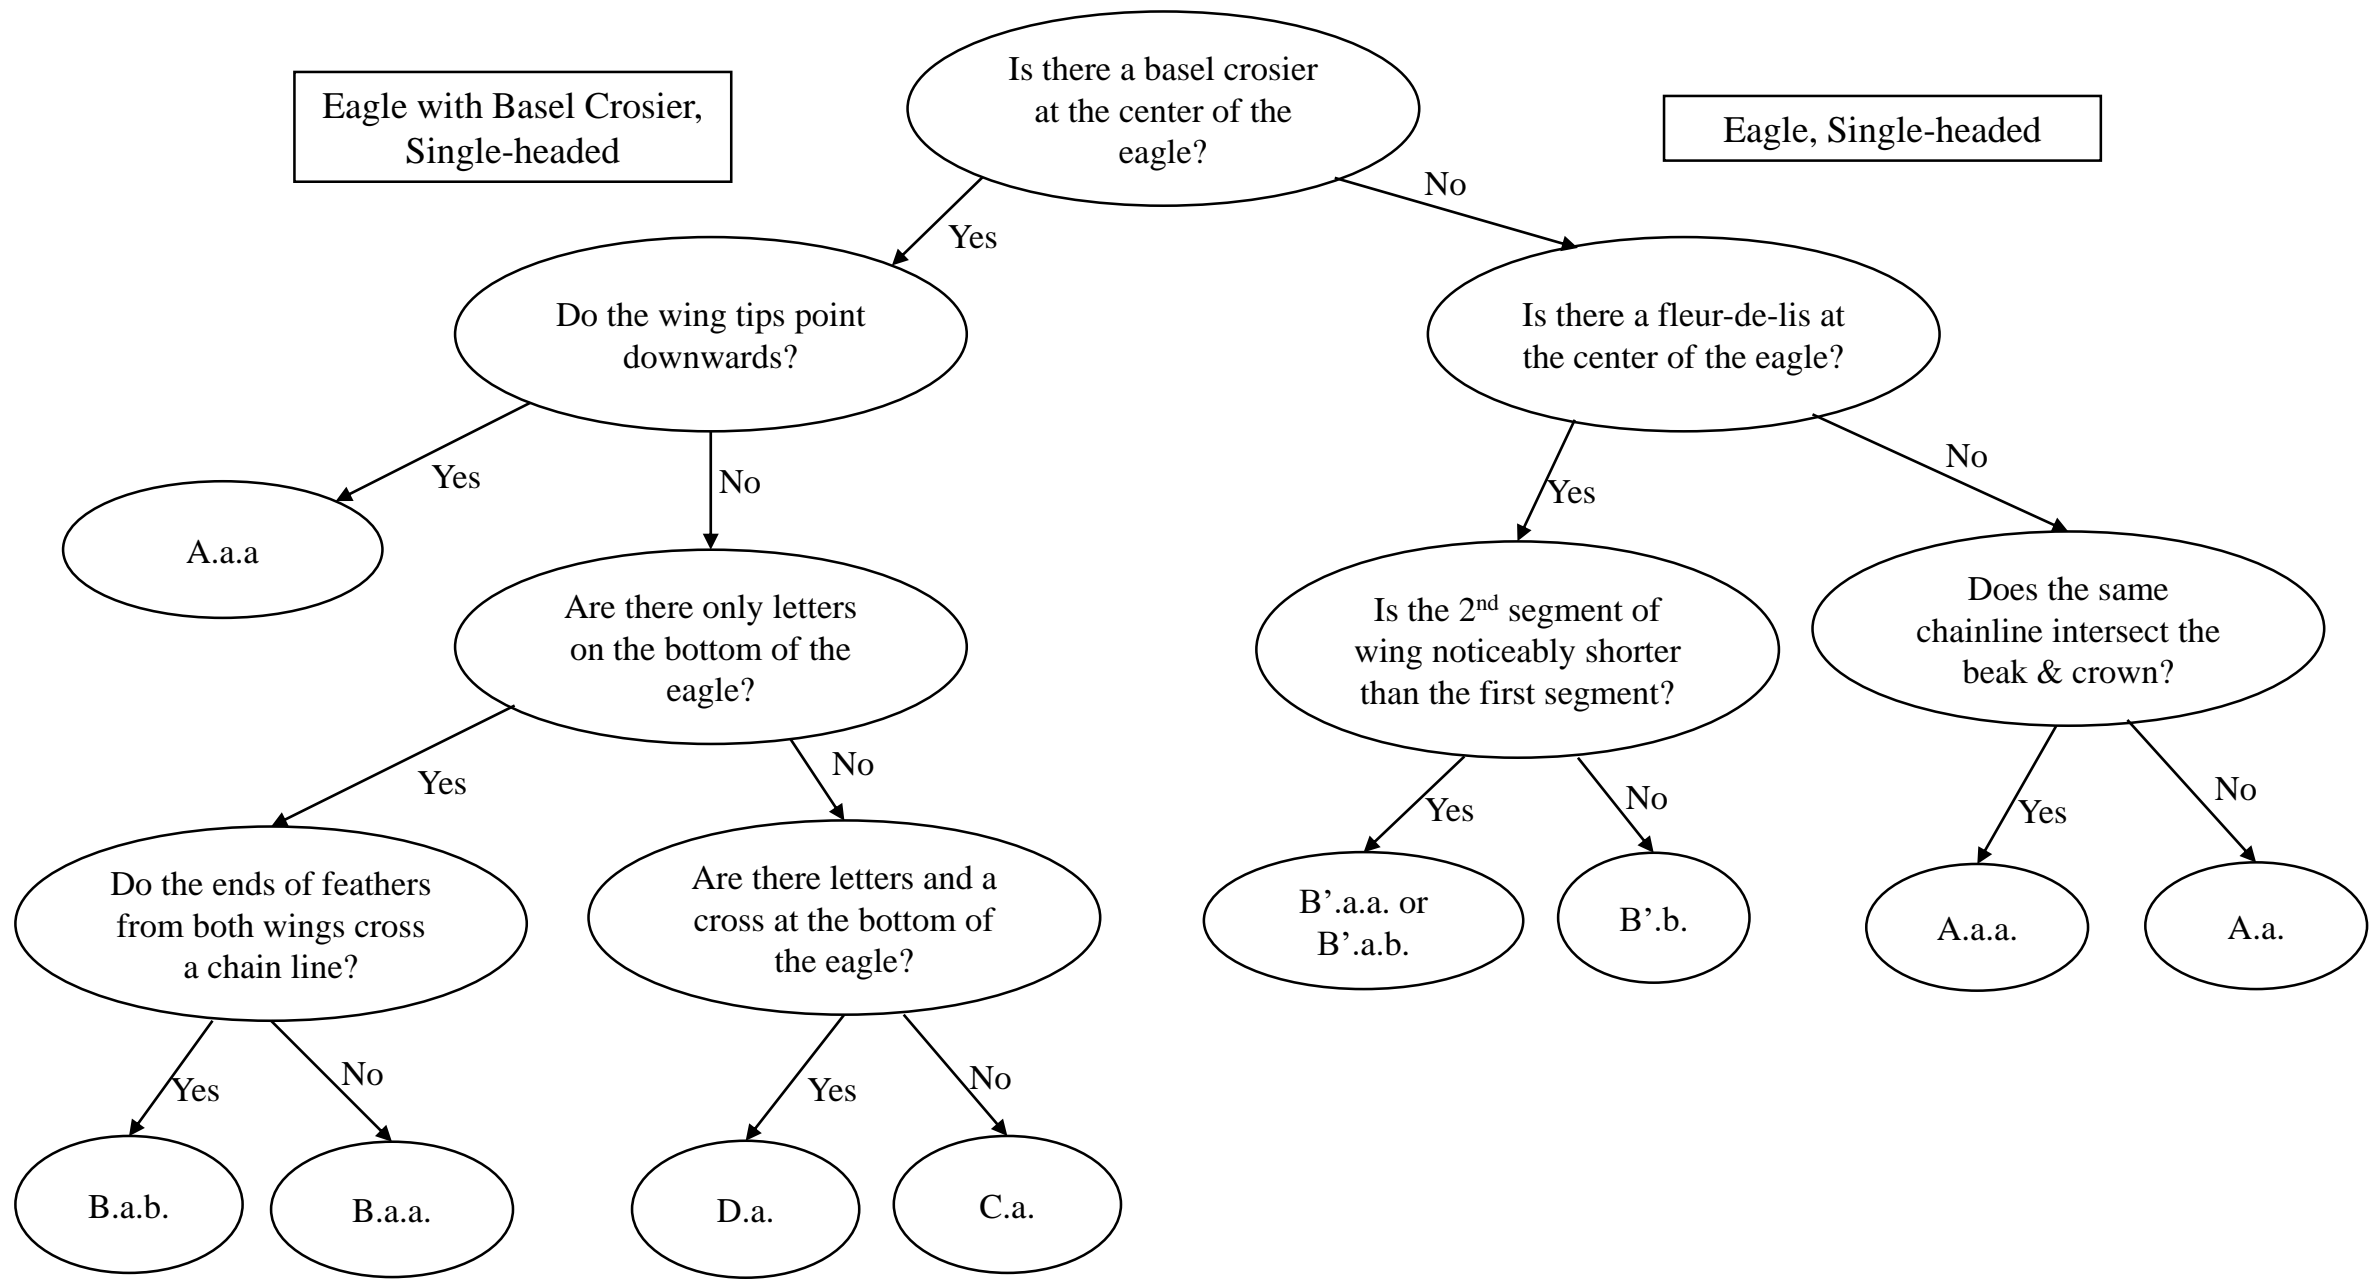 Is there a basel crosier
at the center of the
eagle?
Eagle with Basel Crosier,
Single-headed
Eagle, Single-headed
Yes
No
Do the wing tips point
downwards?
Is there a fleur-de-lis at
the center of the eagle?
Yes
No
Yes
No
A.a.a
Are there only letters
on the bottom of the
eagle?
Is the 2nd segment of
wing noticeably shorter
than the first segment?
Does the same
chainline intersect the
beak & crown?
Yes
No
Yes
No
Yes
No
Do the ends of feathers
from both wings cross
a chain line?
Are there letters and a
cross at the bottom of
the eagle?
B’.a.a. or
B’.a.b.
B’.b.
A.a.a.
A.a.
Yes
No
Yes
No
B.a.b.
B.a.a.
D.a.
C.a.